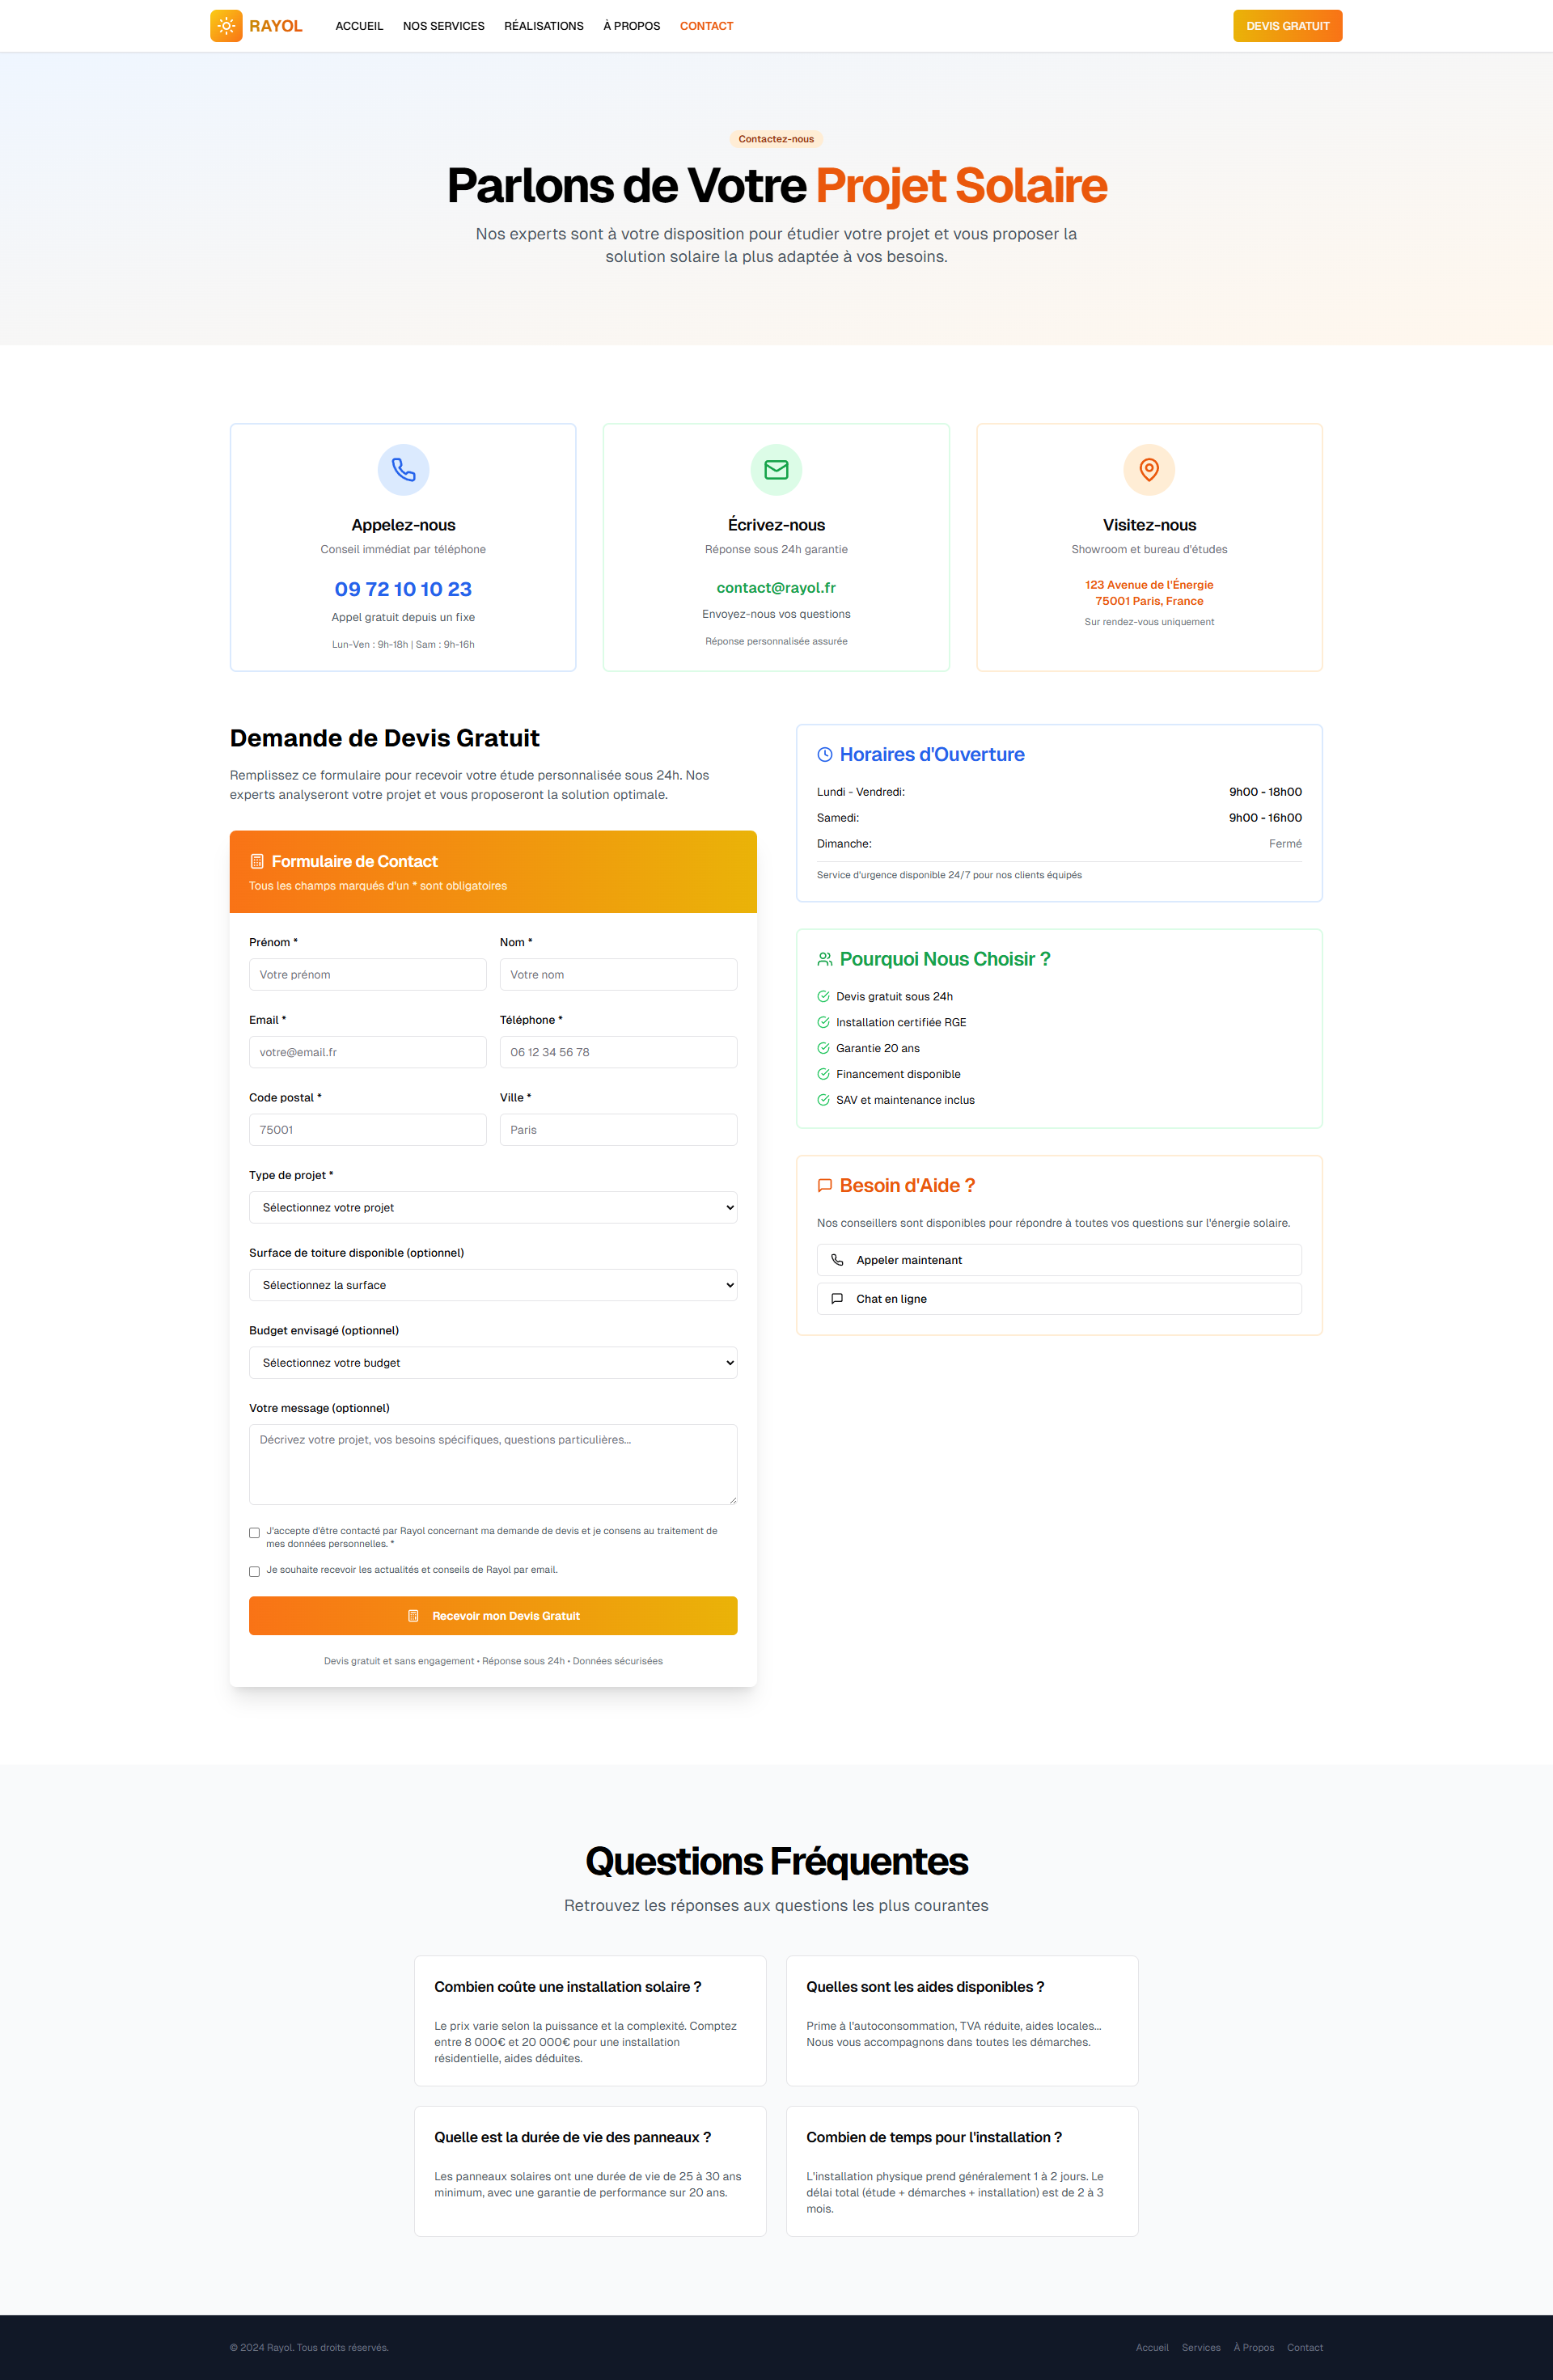 RAYOL
ACCUEIL
NOS SERVICES
RÉALISATIONS
À PROPOS
CONTACT
DEVIS GRATUIT
Contactez-nous
Parlons de Votre Projet Solaire
Nos experts sont à votre disposition pour étudier votre projet et vous proposer la
solution solaire la plus adaptée à vos besoins.
Appelez-nous
Conseil immédiat par téléphone
09 72 10 10 23
Appel gratuit depuis un fixe
Lun-Ven : 9h-18h | Sam : 9h-16h
Écrivez-nous
Réponse sous 24h garantie
contact@rayol.fr
Envoyez-nous vos questions
Réponse personnalisée assurée
Visitez-nous
Showroom et bureau d'études
123 Avenue de l'Énergie
75001 Paris, France
Sur rendez-vous uniquement
Demande de Devis Gratuit
Remplissez ce formulaire pour recevoir votre étude personnalisée sous 24h. Nos
experts analyseront votre projet et vous proposeront la solution optimale.
Formulaire de Contact
Tous les champs marqués d'un * sont obligatoires
Prénom *
Nom *
Votre prénom
Votre nom
Email *
Téléphone *
votre@email.fr
06 12 34 56 78
Code postal *
Ville *
75001
Paris
Type de projet *
Sélectionnez votre projet
Surface de toiture disponible (optionnel)
Sélectionnez la surface
Budget envisagé (optionnel)
Sélectionnez votre budget
Votre message (optionnel)
Décrivez votre projet, vos besoins spécifiques, questions particulières...
J'accepte d'être contacté par Rayol concernant ma demande de devis et je consens au traitement de
mes données personnelles. *
Je souhaite recevoir les actualités et conseils de Rayol par email.
Recevoir mon Devis Gratuit
Devis gratuit et sans engagement • Réponse sous 24h • Données sécurisées
Horaires d'Ouverture
Lundi - Vendredi: 9h00 - 18h00
Samedi: 9h00 - 16h00
Dimanche: Fermé
Service d'urgence disponible 24/7 pour nos clients équipés
Pourquoi Nous Choisir ?
Devis gratuit sous 24h
Installation certifiée RGE
Garantie 20 ans
Financement disponible
SAV et maintenance inclus
Besoin d'Aide ?
Nos conseillers sont disponibles pour répondre à toutes vos questions sur l'énergie solaire.
Appeler maintenant
Chat en ligne
Questions Fréquentes
Retrouvez les réponses aux questions les plus courantes
Combien coûte une installation solaire ?
Le prix varie selon la puissance et la complexité. Comptez
entre 8 000€ et 20 000€ pour une installation
résidentielle, aides déduites.
Quelles sont les aides disponibles ?
Prime à l'autoconsommation, TVA réduite, aides locales...
Nous vous accompagnons dans toutes les démarches.
Quelle est la durée de vie des panneaux ?
Les panneaux solaires ont une durée de vie de 25 à 30 ans
minimum, avec une garantie de performance sur 20 ans.
Combien de temps pour l'installation ?
L'installation physique prend généralement 1 à 2 jours. Le
délai total (étude + démarches + installation) est de 2 à 3
mois.
© 2024 Rayol. Tous droits réservés.
Accueil
Services
À Propos
Contact